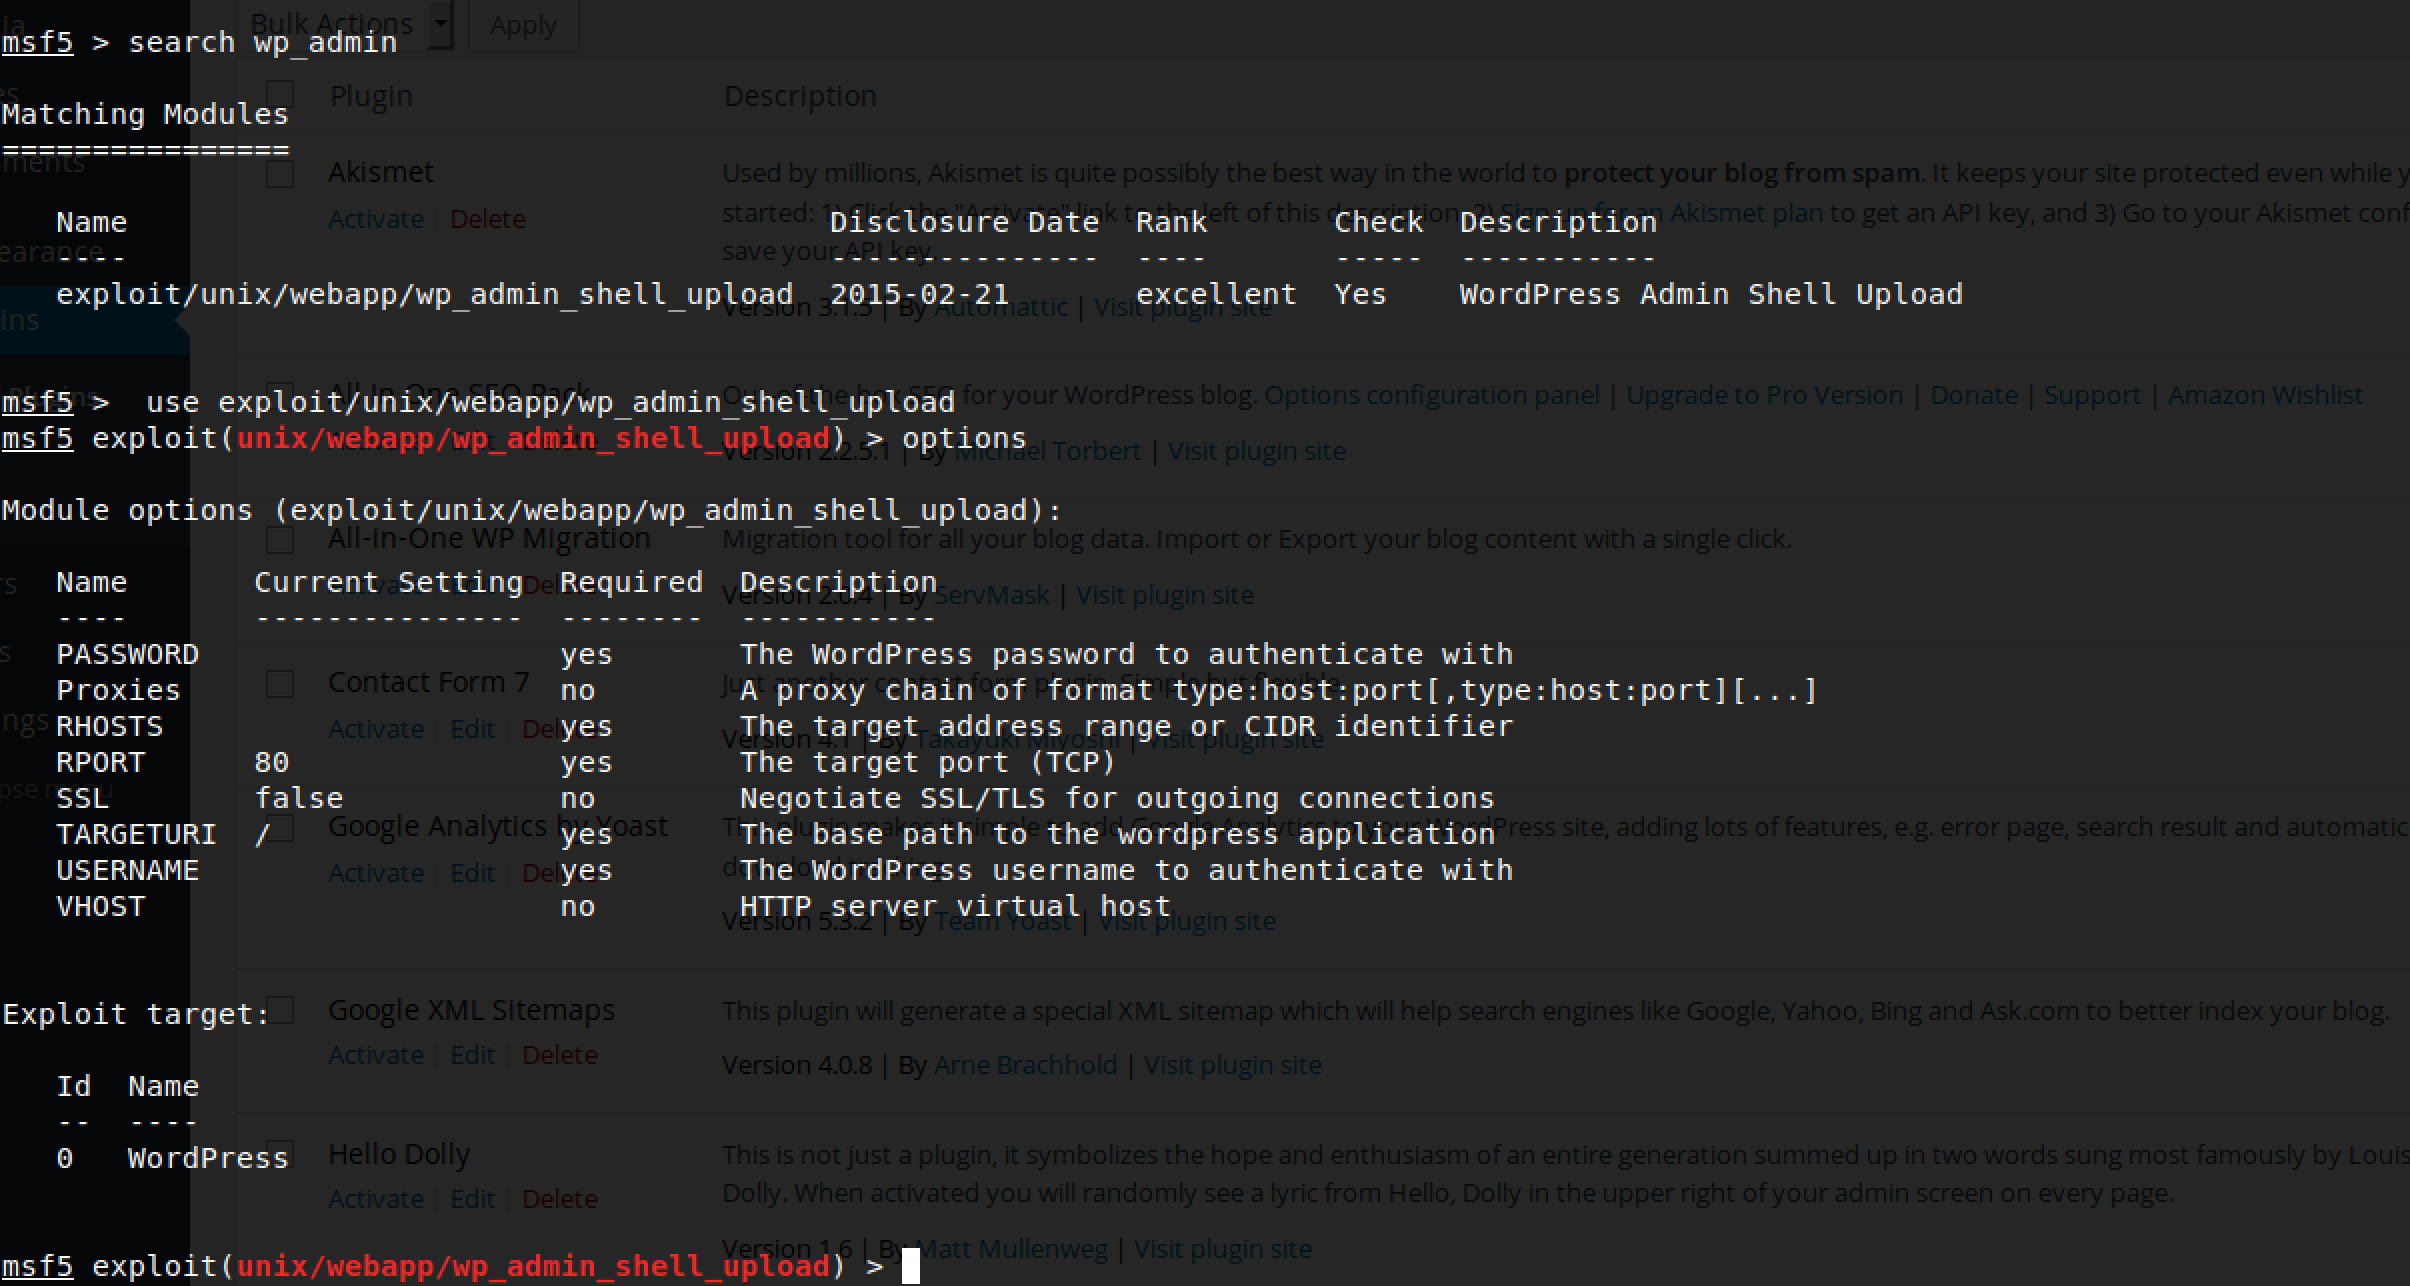 Bulk Actions Apply
msf5 > search wp_admin
Plugin Description
Matching Modules
================
ments
Akismet Used by millions, Akismet is quite possibly the best way in the world to protect your blog from spam. It keeps your site protected even while
Activate | Delete started: 1) Click the "Activate" link to the left of this description, 2) Sign up for an Akismet plan to get an API key, and 3) Go to your Akismet
Name Disclosure Date Rank Check Description
earance
save your API key.
---- --------------- ---- ----- -----------
exploit/unix/webapp/wp_admin_shell_upload 2015-02-21 excellent Yes WordPress Admin Shell Upload
ins
Version 3.1.5 | By Automattic | Visit plugin site
Plugins
All In One SEO Pack Out-of-the-box SEO for your WordPress blog. Options configuration panel | Upgrade to Pro Version | Donate | Support | Amazon Wishlist
msf5 >  use exploit/unix/webapp/wp_admin_shell_upload
msf5 exploit(unix/webapp/wp_admin_shell_upload) > options
Version 2.2.5.1 | By Michael Torbert | Visit plugin site
Module options (exploit/unix/webapp/wp_admin_shell_upload):
All-in-One WP Migration Migration tool for all your blog data. Import or Export your blog content with a single click.
Name Current Setting Required Description
Version 2.0.4 | By ServMask | Visit plugin site
---- --------------- -------- -----------
PASSWORD yes The WordPress password to authenticate with
Contact Form 7 Just another contact form plugin. Simple but flexible.
Proxies no A proxy chain of format type:host:port[,type:host:port][...]
RHOSTS yes The target address range or CIDR identifier
Activate | Edit | Delete Version 4.1 | By Takayuki Miyoshi | Visit plugin site
RPORT 80 yes The target port (TCP)
SSL false no Negotiate SSL/TLS for outgoing connections
Google Analytics by Yoast This plugin makes it simple to add Google Analytics to your WordPress site, adding lots of features, e.g. error page, search result and automatic
TARGETURI / yes The base path to the wordpress application
USERNAME yes The WordPress username to authenticate with
Activate | Edit | Delete
VHOST no HTTP server virtual host
Version 5.3.2 | By Team Yoast | Visit plugin site
Exploit target:
Google XML Sitemaps This plugin will generate a special XML sitemap which will help search engines like Google, Yahoo, Bing and Ask.com to better index your blog.
Activate | Edit | Delete Version 4.0.8 | By Arne Brachhold | Visit plugin site
Id Name
-- ----
0 WordPress
Hello Dolly This is not just a plugin, it symbolizes the hope and enthusiasm of an entire generation summed up in two words sung most famously by Louis
Activate | Edit | Delete Dolly. When activated you will randomly see a lyric from Hello, Dolly in the upper right of your admin screen on every page.
Version 1.6 | By Matt Mullenweg | Visit plugin site
msf5 exploit(unix/webapp/wp_admin_shell_upload) >